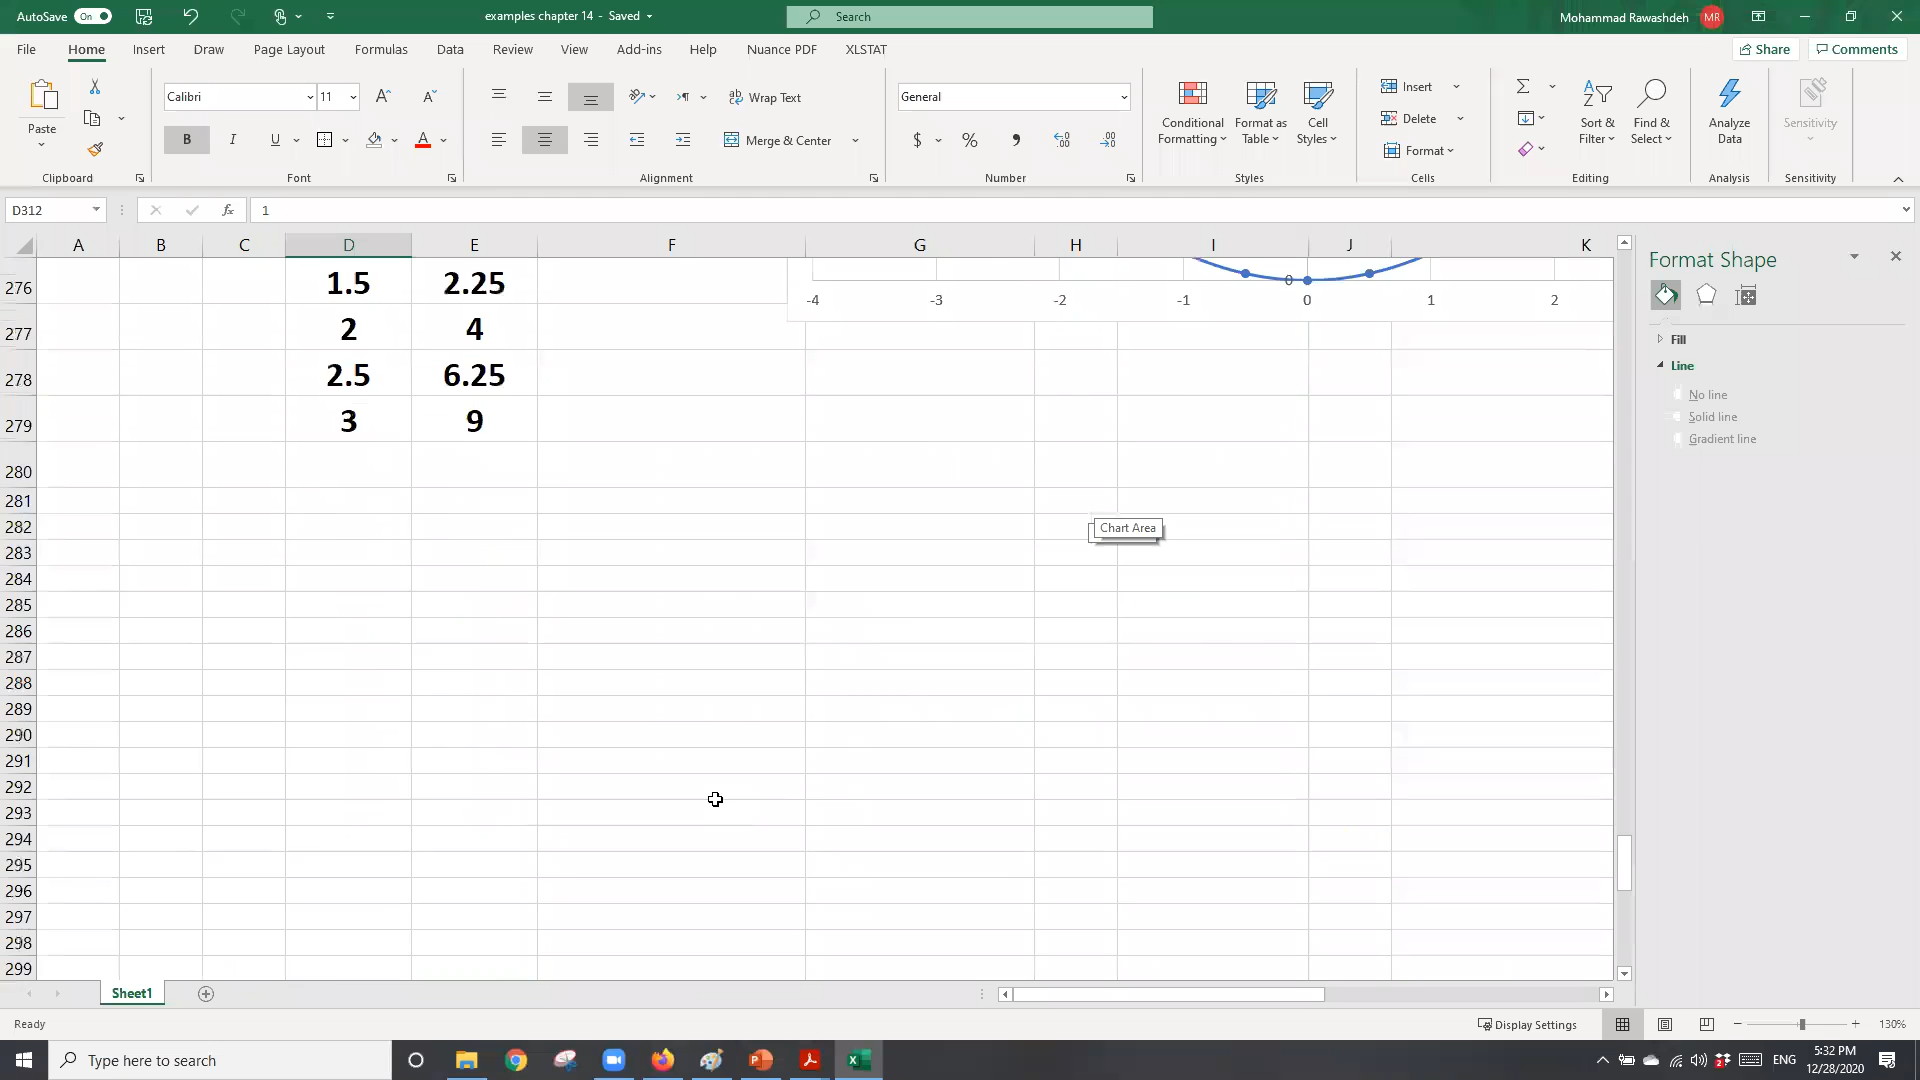 AutoSave On examples chapter 14 - Saved Search Mohammad Rawashdeh MR
File Home Insert Draw Page Layout Formulas Data Review View Add-ins Help Nuance PDF XLSTAT Share Comments
Calibri 11 Wrap Text General Insert
Paste B I U A Merge & Center $ % Conditional Formatting Format as Table Cell Styles Delete Format Sort & Filter Find & Select Analyze Data Sensitivity
Clipboard Font Alignment Number Styles Cells Editing Analysis Sensitivity
D312 fx 1
A B C D E F G H I J K
276 1.5 2.25 0
-4 -3 -2 -1 0 1 2
277 2 4
278 2.5 6.25
279 3 9
280
281
282 Chart Area
283
284
285
286
287
288
289
290
291
292
293
294
295
296
297
298
299
Format Shape
Fill
Line
No line
Solid line
Gradient line
Sheet1
Ready Display Settings 130%
Type here to search ENG 5:32 PM
12/28/2020